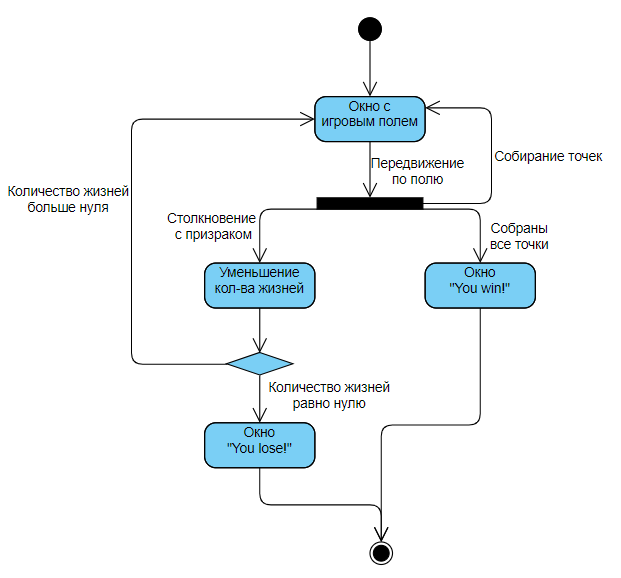 Окно с
игровым полем
Передвижение
по полю
Собирание точек
Количество жизней
больше нуля
Столкновение
с призраком
Собраны
все точки
Уменьшение
кол-ва жизней
Окно
"You win!"
Количество жизней
равно нулю
Окно
"You lose!"